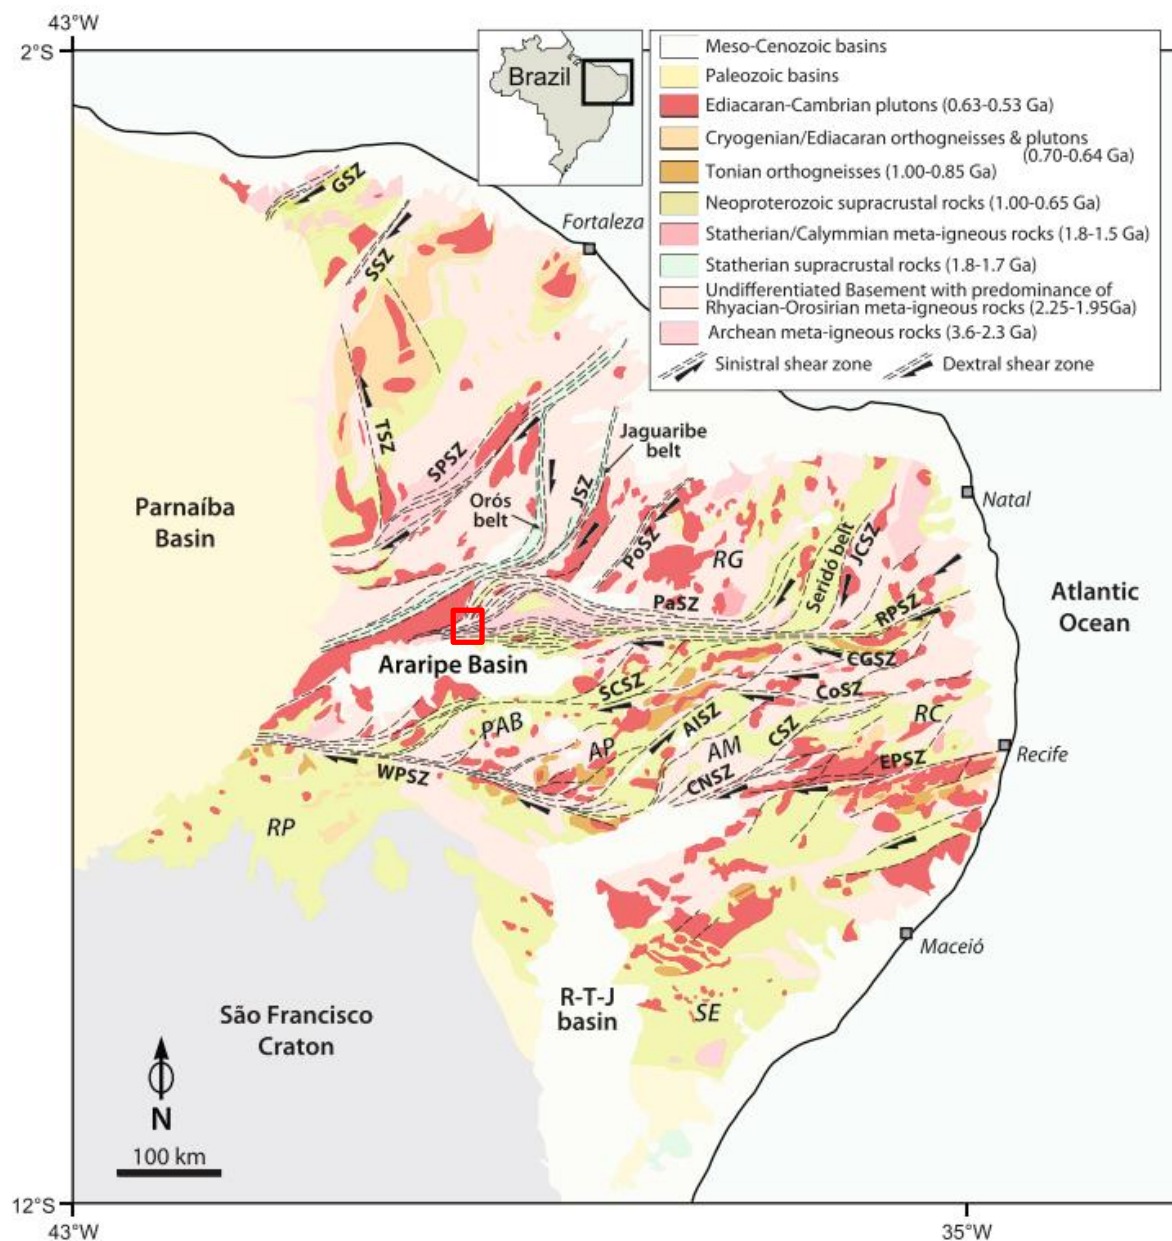 43°W
2°S
Brazil
Meso-Cenozoic basins
Paleozoic basins
Ediacaran-Cambrian plutons (0.63-0.53 Ga)
Cryogenian/Ediacaran orthogneisses & plutons
(0.70-0.64 Ga)
Tonian orthogneisses (1.00-0.85 Ga)
Neoproterozoic supracrustal rocks (1.00-0.65 Ga)
Statherian/Calymmian meta-igneous rocks (1.8-1.5 Ga)
Statherian supracrustal rocks (1.8-1.7 Ga)
Undifferentiated Basement with predominance of
Rhyacian-Orosirian meta-igneous rocks (2.25-1.95Ga)
Archean meta-igneous rocks (3.6-2.3 Ga)
Sinistral shear zone
Dextral shear zone
GSZ
Fortaleza
SSZ
TSZ
SPSZ
Jaguaribe
belt
JSZ
Orós
belt
Parnaíba
Basin
PoSZ
RG
Seridó belt
JCSZ
Natal
Atlantic
Ocean
PaSZ
RPSZ
CGSZ
Araripe Basin
SCSZ
CoSZ
PAB
AP
AISZ
AM
CSZ
RC
Recife
EPSZ
CNSZ
WPSZ
RP
Maceió
R-T-J
basin
SE
São Francisco
Craton
N
100 km
12°S
43°W
35°W